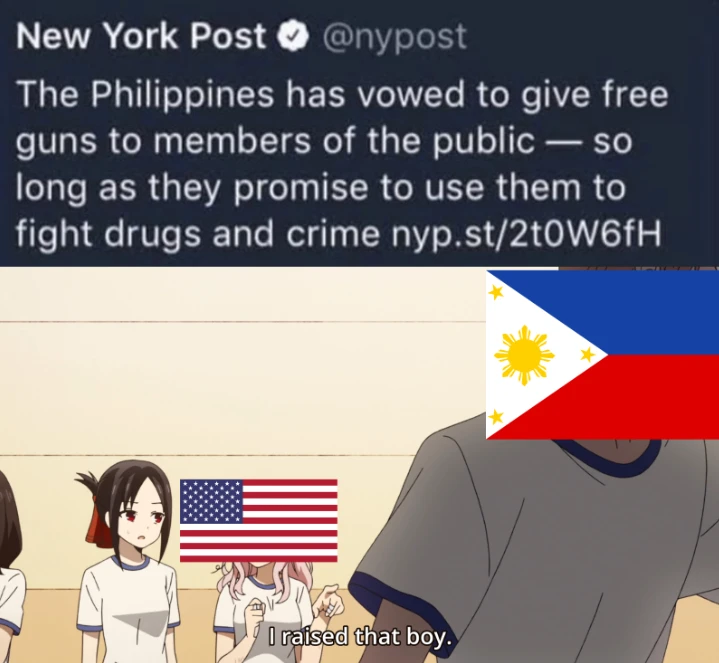 New York Post @nypost
The Philippines has vowed to give free
guns to members of the public — so
long as they promise to use them to
fight drugs and crime nyp.st/2t0W6fH
I raised that boy.